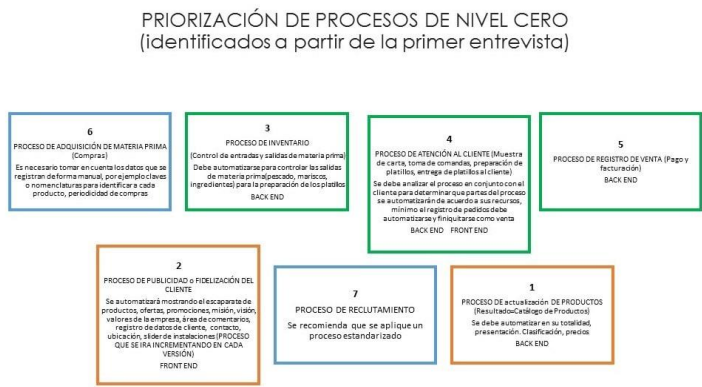 PRIORIZACIÓN DE PROCESOS DE NIVEL CERO
(identificados a partir de la primer entrevista)
6
PROCESO DE ADQUISICIÓN DE MATERIA PRIMA
(Compras)
Es necesario tomar en cuenta los datos que se
registran de forma manual, por ejemplo claves
o nomenclaturas para identificar a cada
producto, periodicidad de compras
3
PROCESO DE INVENTARIO
(Control de entradas y salidas de materia prima)
Debe automatizarse para controlar las salidas
de materia prima(pescado, mariscos,
ingredientes) para la preparación de los platillos
BACK END
4
PROCESO DE ATENCIÓN AL CLIENTE (Muestra
de carta, toma de comandas, preparación de
platillos, entrega de platillos al cliente)
Se debe analizar el proceso en conjunto con el
cliente para determinar que partes del proceso
se automatizarán de acuerdo a sus recursos,
mínimo el registro de pedidos debe
automatizarse y finiquitarse como venta
BACK END FRONT END
5
PROCESO DE REGISTRO DE VENTA (Pago y
facturación)
BACK END
2
PROCESO DE PUBLICIDAD o FIDELIZACIÓN DEL
CLIENTE
Se automatizará mostrando el escaparate de
productos, ofertas, promociones, misión, visión,
valores de la empresa, área de comentarios,
registro de datos de cliente, contacto,
ubicación, slider de instalaciones (PROCESO
QUE SE IRA INCREMENTANDO EN CADA
VERSIÓN)
FRONT END
7
PROCESO DE RECLUTAMIENTO
Se recomienda que se aplique un
proceso estandarizado
1
PROCESO DE actualización DE PRODUCTOS
(Resultado=Catálogo de Productos)
Se debe automatizar en su totalidad,
presentación. Clasificación, precios
BACK END